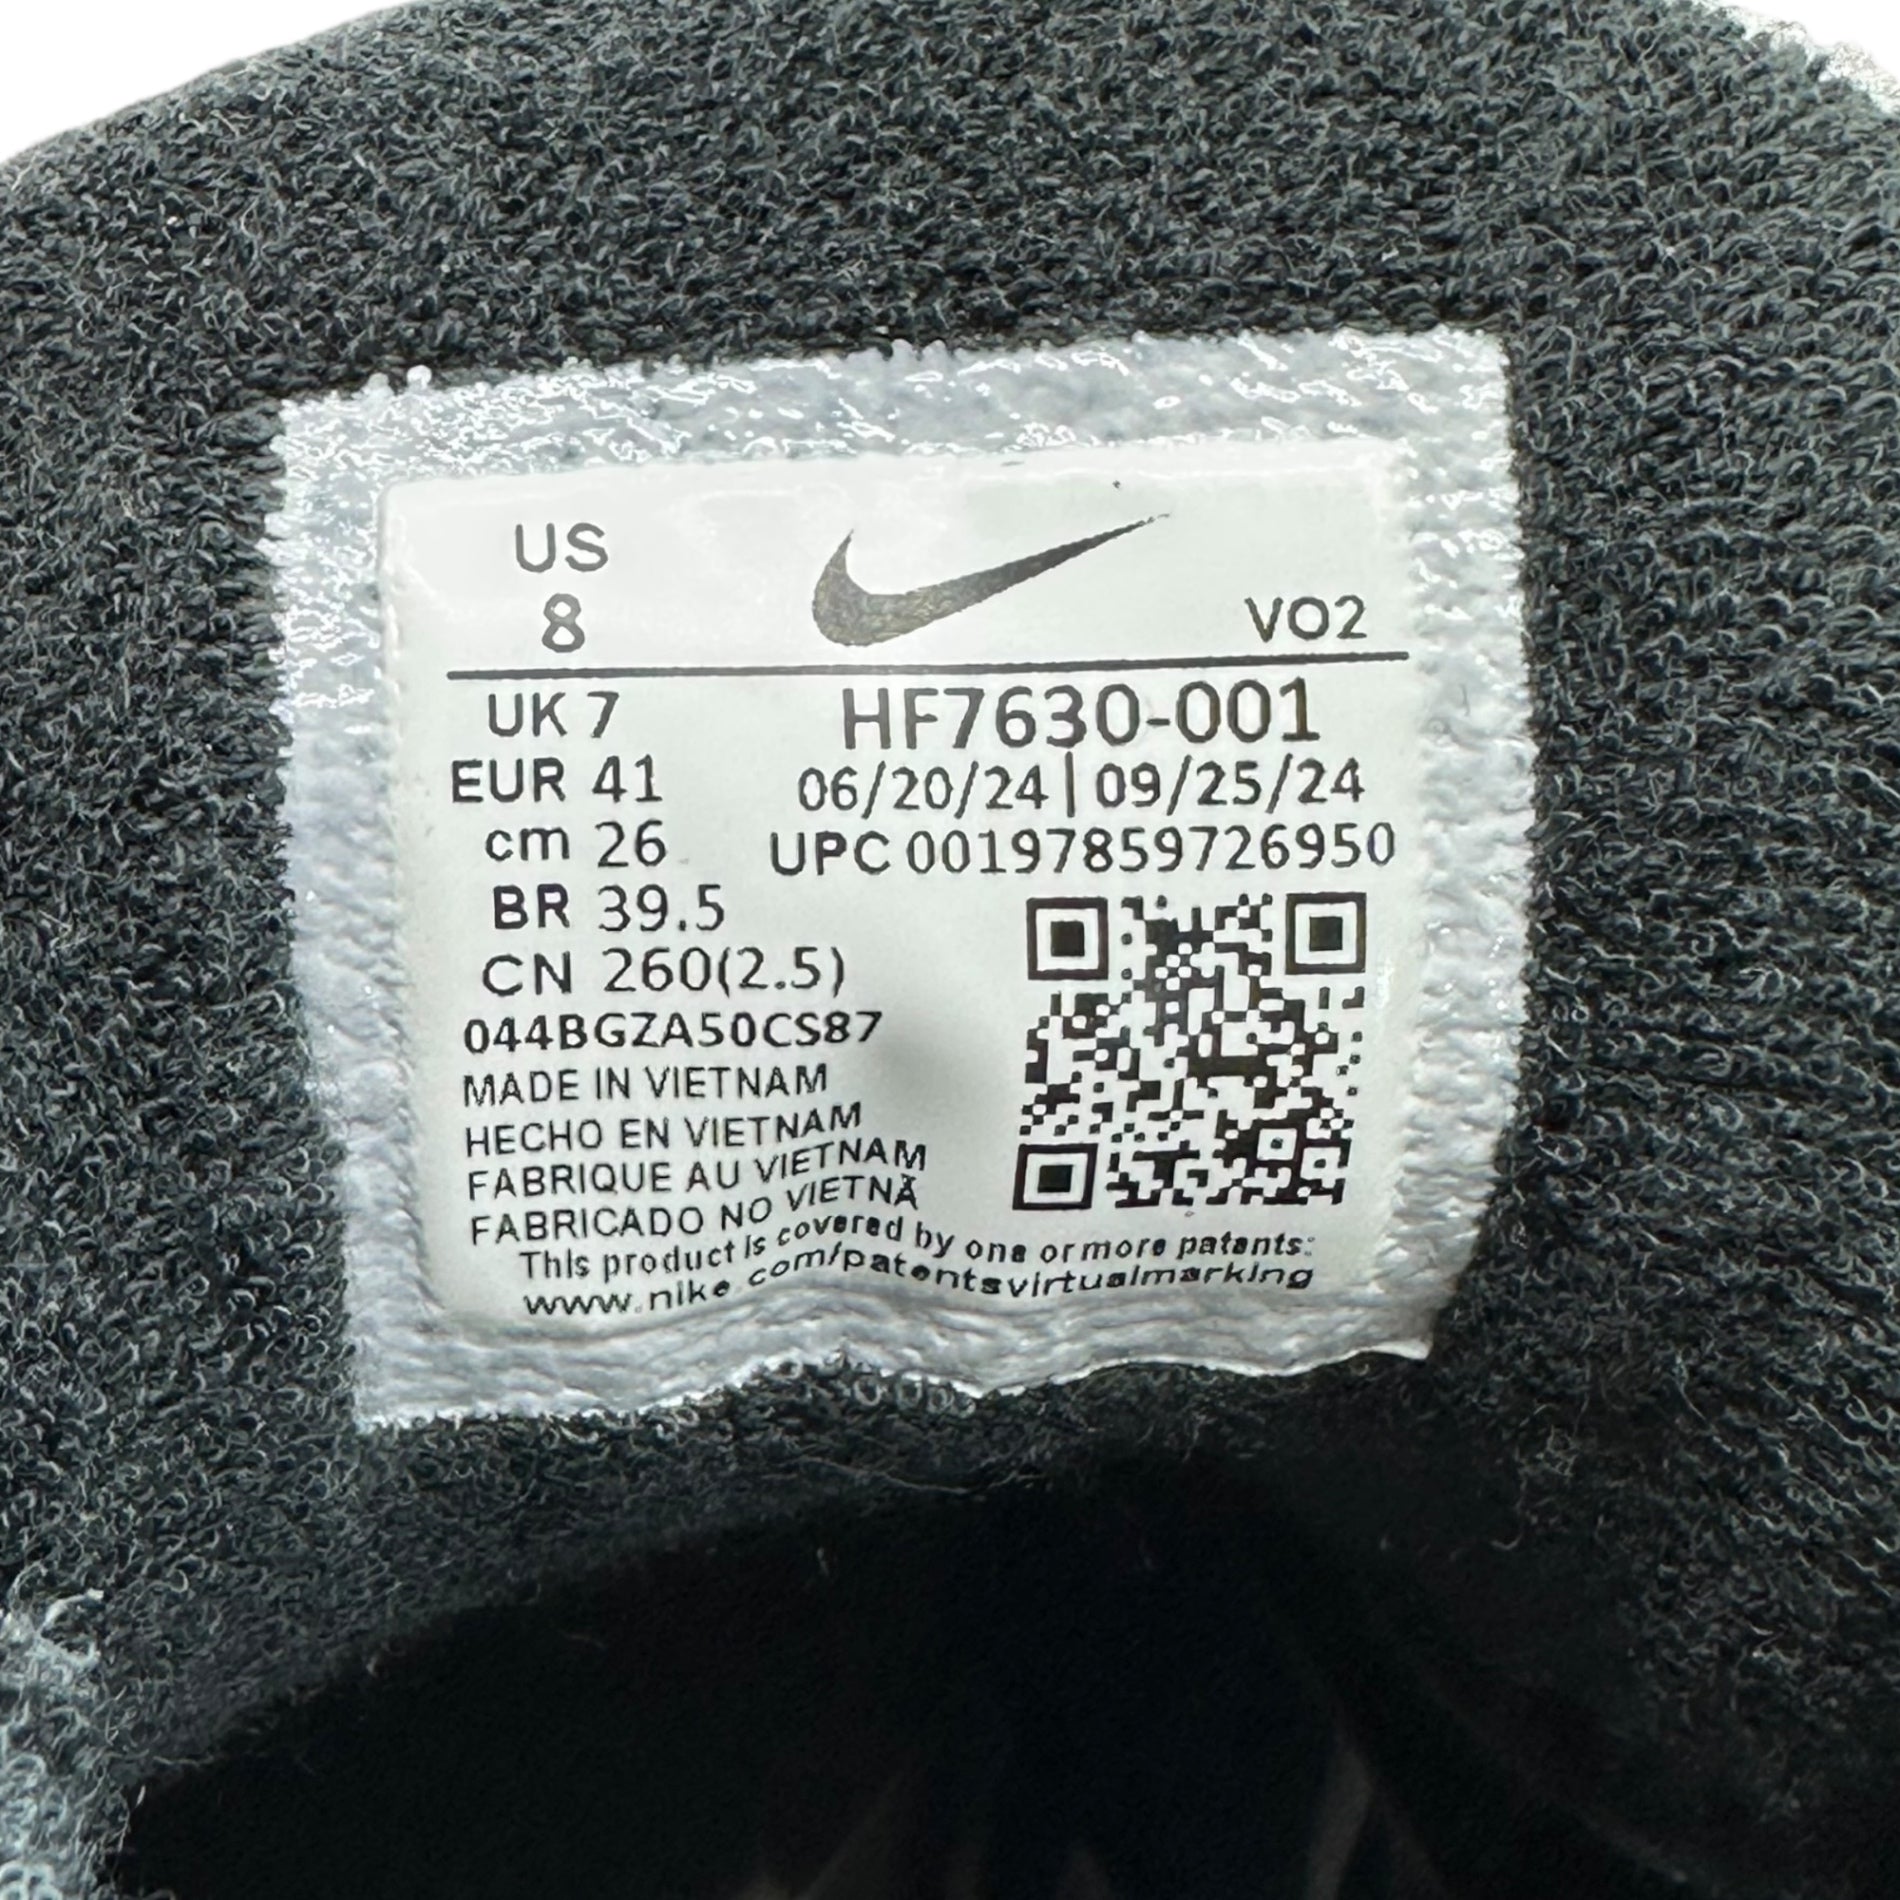 US
8
VO2
UK 7
HF7630-001
EUR 41
06/20/24 | 09/25/24
cm 26
UPC 00197859726950
BR 39.5
CN 260(2.5)
044BGZA50CS87
MADE IN VIETNAM
HECHO EN VIETNAM
FABRIQUE AU VIETNAM
FABRICADO NO VIETNÃ
This product is covered by one or more patents:
www.nike.com/patentsvirtualmarking